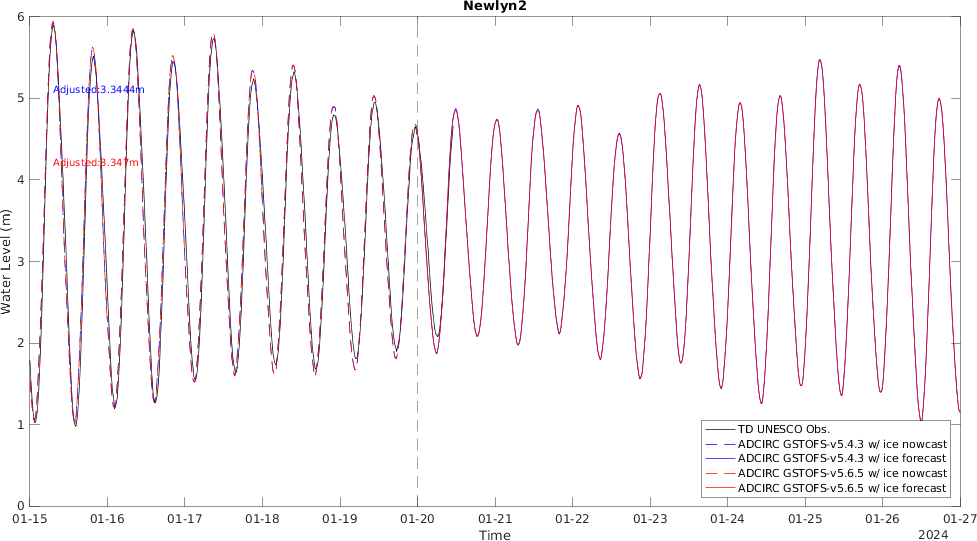 Newlyn2
6
5
4
3
2
1
0
Water Level (m)
Adjusted:3.3444m
Adjusted:3.347m
TD UNESCO Obs.
ADCIRC GSTOFS-v5.4.3 w/ ice nowcast
ADCIRC GSTOFS-v5.4.3 w/ ice forecast
ADCIRC GSTOFS-v5.6.5 w/ ice nowcast
ADCIRC GSTOFS-v5.6.5 w/ ice forecast
01-15 01-16 01-17 01-18 01-19 01-20 01-21 01-22 01-23 01-24 01-25 01-26 01-27
Time
2024